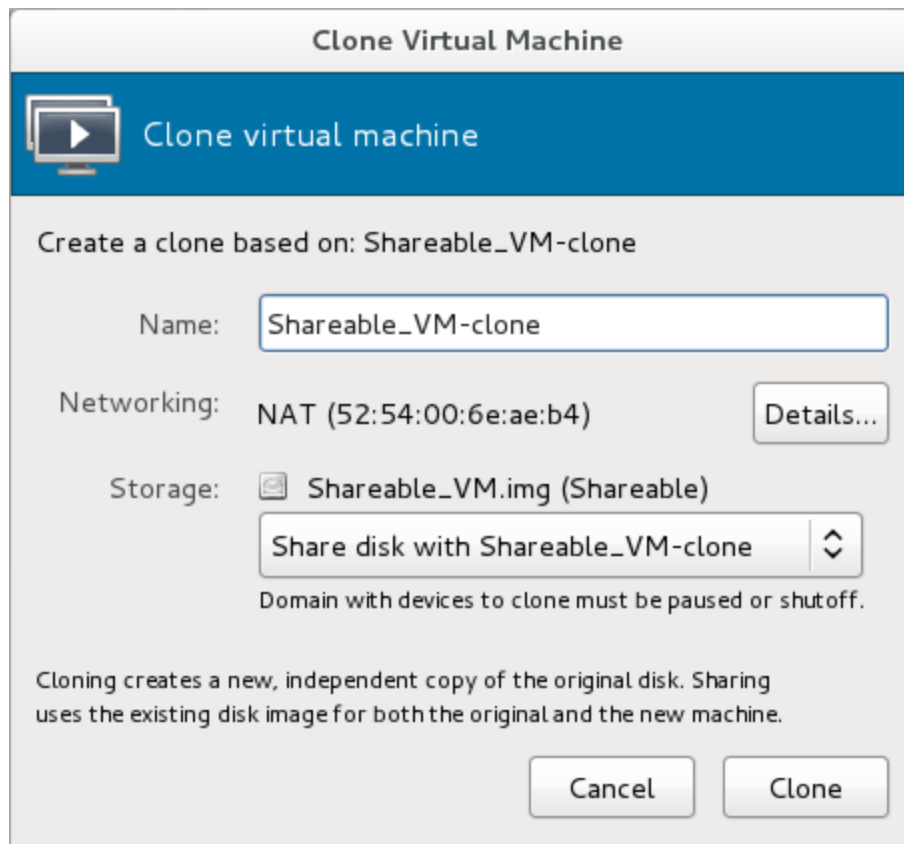 Clone Virtual Machine
Clone virtual machine
Create a clone based on: Shareable_VM-clone
Name: Shareable_VM-clone
Networking: NAT (52:54:00:6e:ae:b4) Details...
Storage: Shareable_VM.img (Shareable)
Share disk with Shareable_VM-clone
Domain with devices to clone must be paused or shutoff.
Cloning creates a new, independent copy of the original disk. Sharing
uses the existing disk image for both the original and the new machine.
Cancel Clone